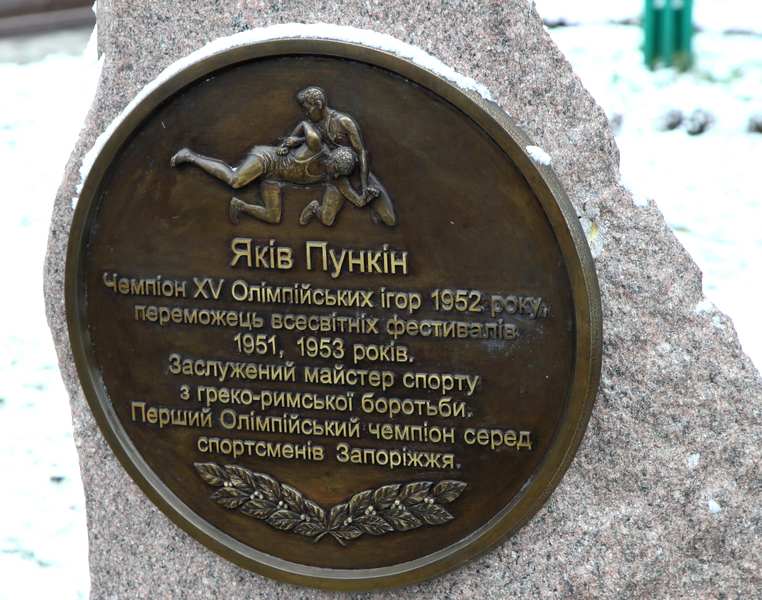 Яків Пункін
Чемпіон XV Олімпійських ігор 1952 року,
переможець всесвітніх фестивалів
1951, 1953 років.
Заслужений майстер спорту
з греко-римської боротьби.
Перший Олімпійський чемпіон серед
спортсменів Запоріжжя.